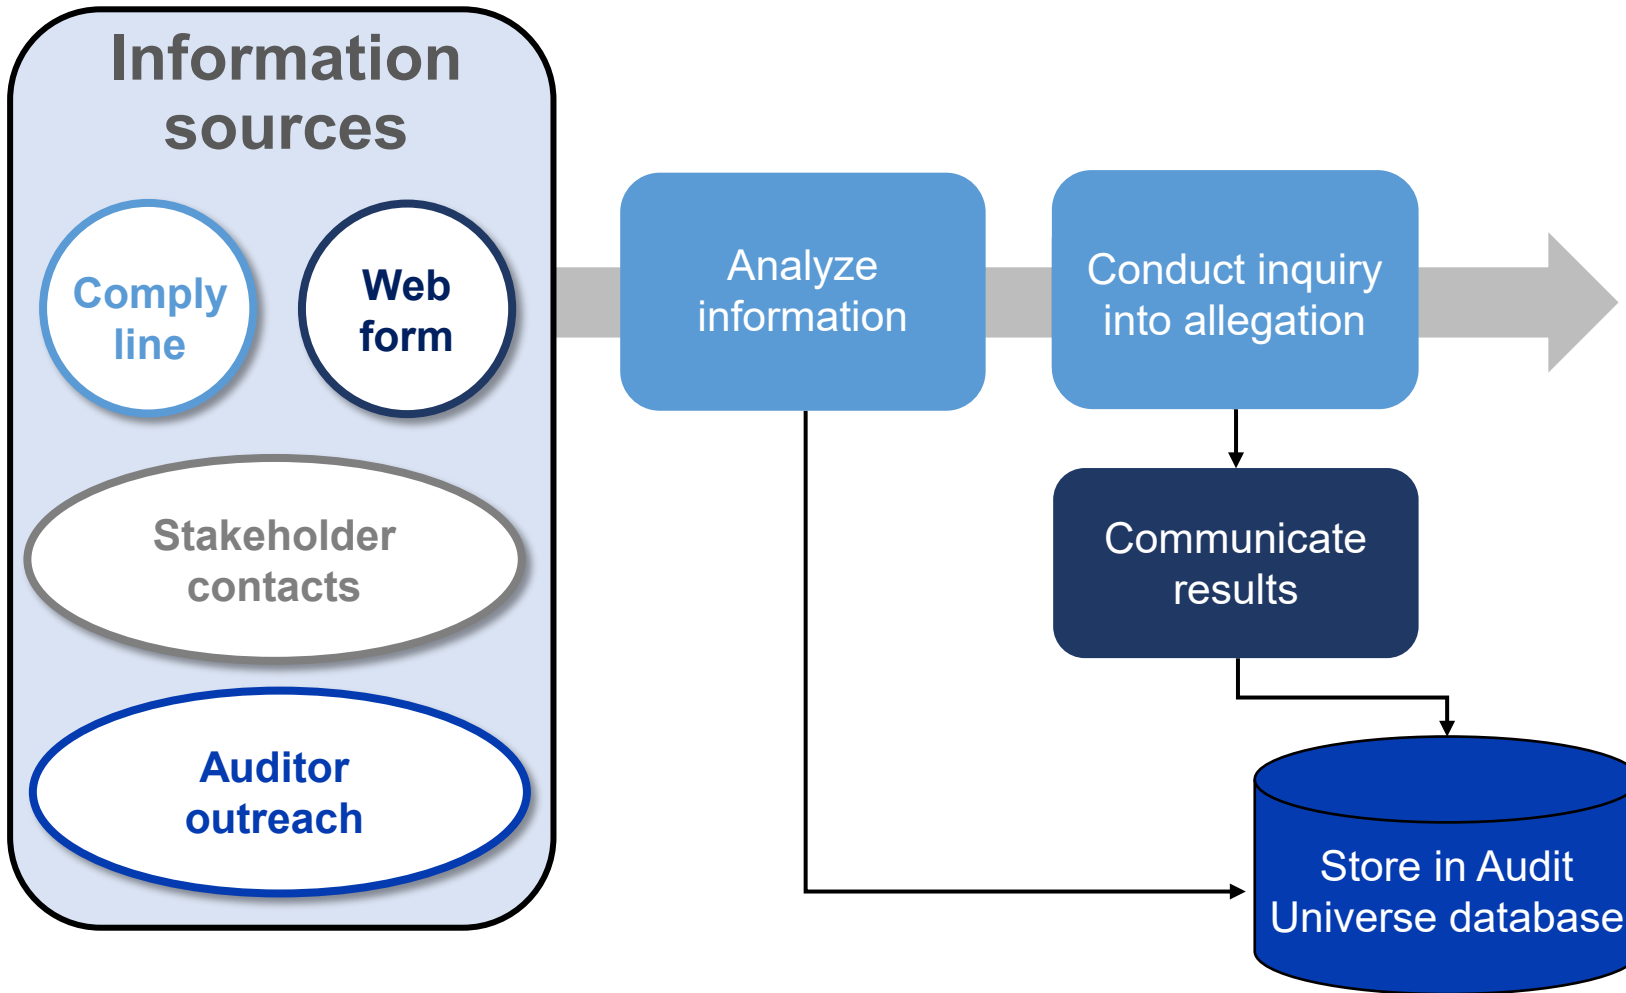 Information
sources
Comply
line
Web
form
Stakeholder
contacts
Auditor
outreach
Analyze
information
Conduct inquiry
into allegation
Communicate
results
Store in Audit
Universe database